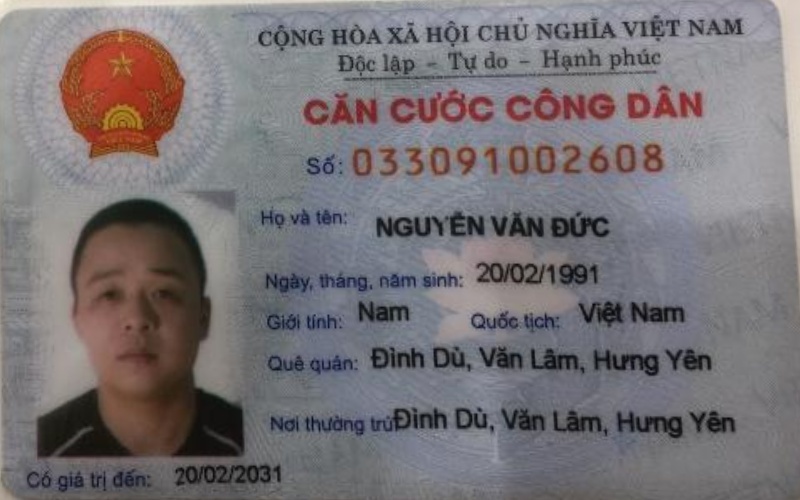 CỘNG HÒA XÃ HỘI CHỦ NGHĨA VIỆT NAM
Độc lập - Tự do - Hạnh phúc
CĂN CƯỚC CÔNG DÂN
Số: 033091002608
Họ và tên: NGUYỄN VĂN ĐỨC
Ngày, tháng, năm sinh: 20/02/1991
Giới tính: Nam Quốc tịch: Việt Nam
Quê quán: Đình Dù, Văn Lâm, Hưng Yên
Nơi thường trú: Đình Dù, Văn Lâm, Hưng Yên
Có giá trị đến: 20/02/2031